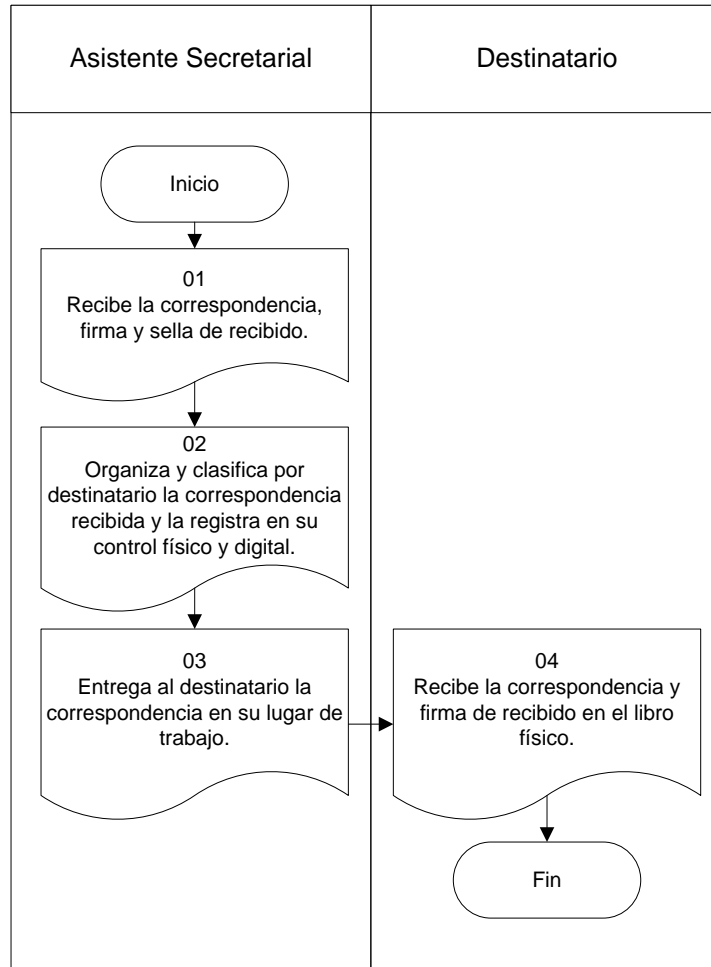 Asistente Secretarial
Destinatario
Inicio
01
Recibe la correspondencia,
firma y sella de recibido.
02
Organiza y clasifica por
destinatario la correspondencia
recibida y la registra en su
control físico y digital.
03
Entrega al destinatario la
correspondencia en su lugar de
trabajo.
04
Recibe la correspondencia y
firma de recibido en el libro
físico.
Fin